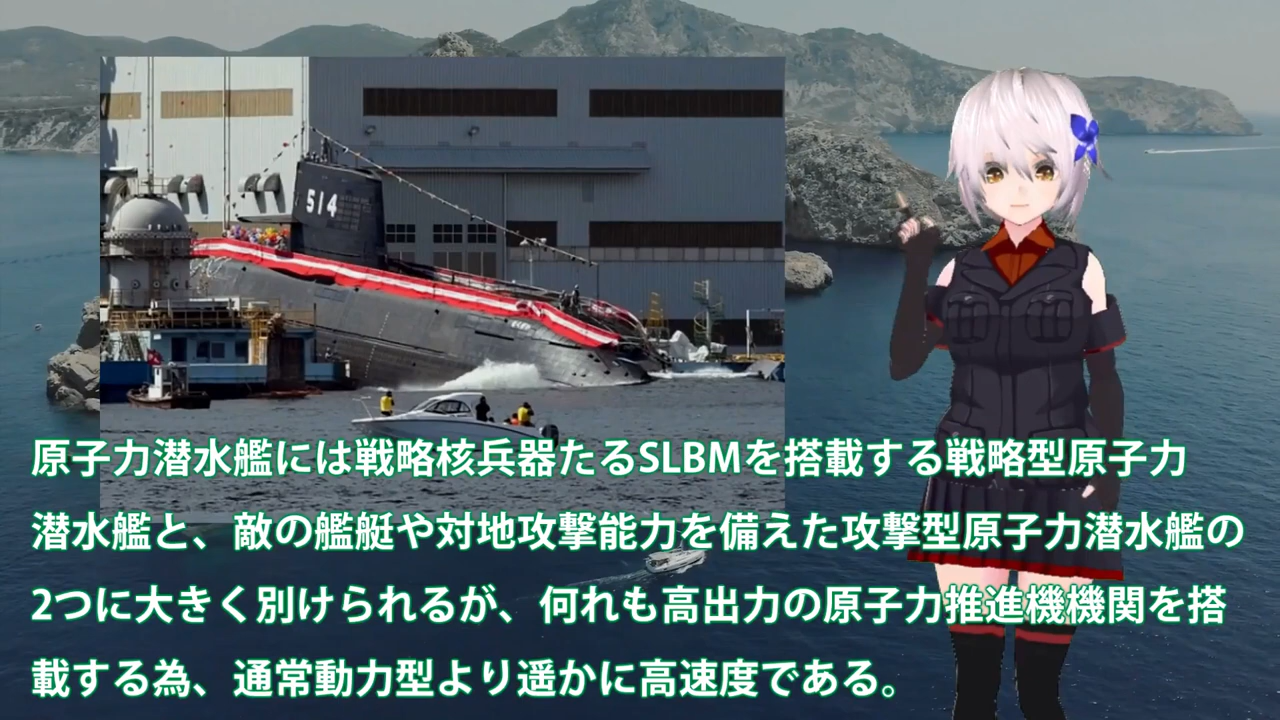 514
原子力潜水艦には戦略核兵器たるSLBMを搭載する戦略型原子力
潜水艦と、敵の艦艇や対地攻撃能力を備えた攻撃型原子力潜水艦の
2つに大きく別けられるが、何れも高出力の原子力推進機機関を搭
載する為、通常動力型より遥かに高速度である。